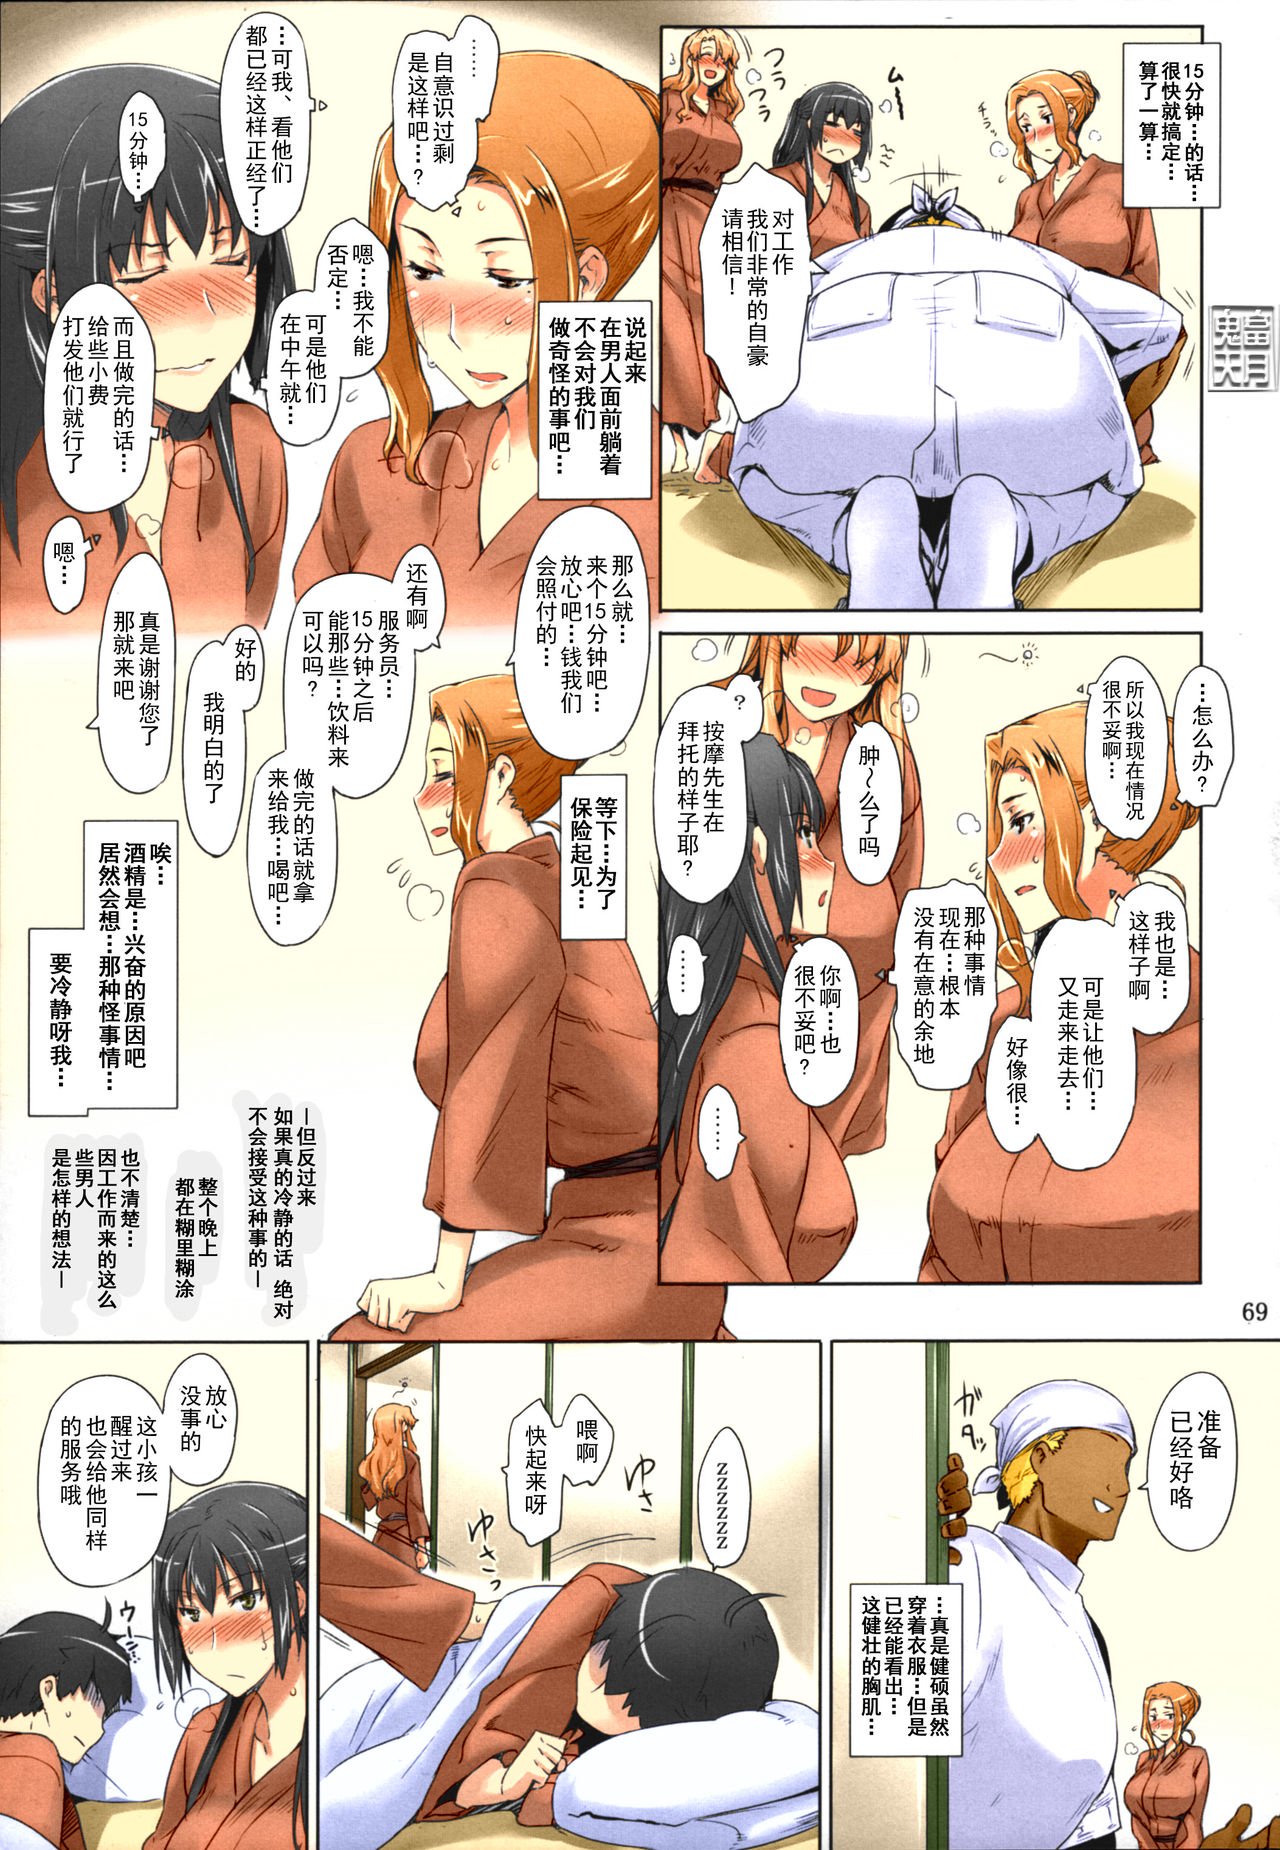 15分钟…的话
很快就搞定…
算了一算…
フラ
フラ
ム〜
チラッ
对工作
我们非常的自豪
请相信！
鬼畜
天月
…怎么办？
所以我现在情况
很不妥啊…
肿〜么了吗
？
按摩先生在
拜托的样子耶？
我也是…
这样子啊
可是让他们…
又走来走去…
好像很…
那种事情
现在…根本
没有在意的余地
你啊…也
很不妥吧？
……
……
……
自意识过剩
是这样吧…？
…可我、看他们
都已经这样正经了…
15分钟…
嗯…我不能
否定…
可是他们
在中午就…
而且做完的话…
给些小费
打发他们就行了
嗯…
说起来
在男人面前躺着
不会对我们
做奇怪的事吧…
那么就…
来个15分钟吧…
放心吧…钱我们
会照付的…
还有啊
服务员…
15分钟之后
能那些…饮料来
可以吗？
做完的话就拿
来给我…喝吧…
好的
我明白的了
真是谢谢您了
那就来吧
等下…为了
保险起见…
唉…
酒精是…兴奋的原因吧
居然会想…那种怪事情…
要冷静呀我…
—但反过来
如果真的冷静的话 绝对
不会接受这种事的—
整个晚上
都在糊里糊涂
也不清楚…
因工作而来的这么
些男人
是怎样的想法—
69
准备
已经好咯
ガタッ
…真是健硕虽然
穿着衣服…但是
已经能看出…
这健壮的胸肌…
zzzzzz
喂啊
快起来呀
ゆさ
ゆさっ
放心
没事的
这小孩一
醒过来
也会给他同样
的服务哦
ウ〜ン…